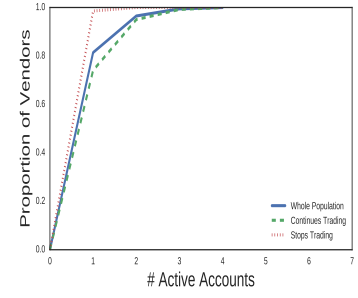 Proportion of Vendors
1.0
0.8
0.6
0.4
0.2
0.0
Whole Population
Continues Trading
Stops Trading
0 1 2 3 4 5 6 7
# Active Accounts